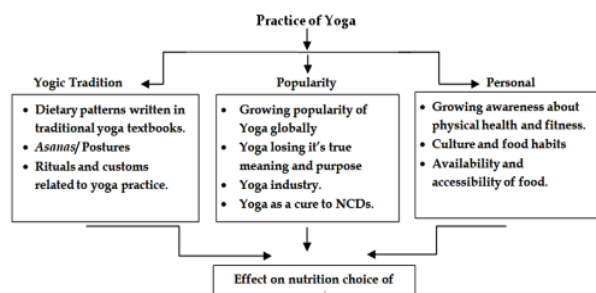 Practice of Yoga
Yogic Tradition
• Dietary patterns written in
traditional yoga textbooks.
• Asanas/ Postures
• Rituals and customs
related to yoga practice.
Popularity
• Growing popularity of
Yoga globally
• Yoga losing it's true
meaning and purpose
• Yoga industry.
• Yoga as a cure to NCDs.
Personal
• Growing awareness about
physical health and fitness.
• Culture and food habits
• Availability and
accessibility of food.
Effect on nutrition choice of